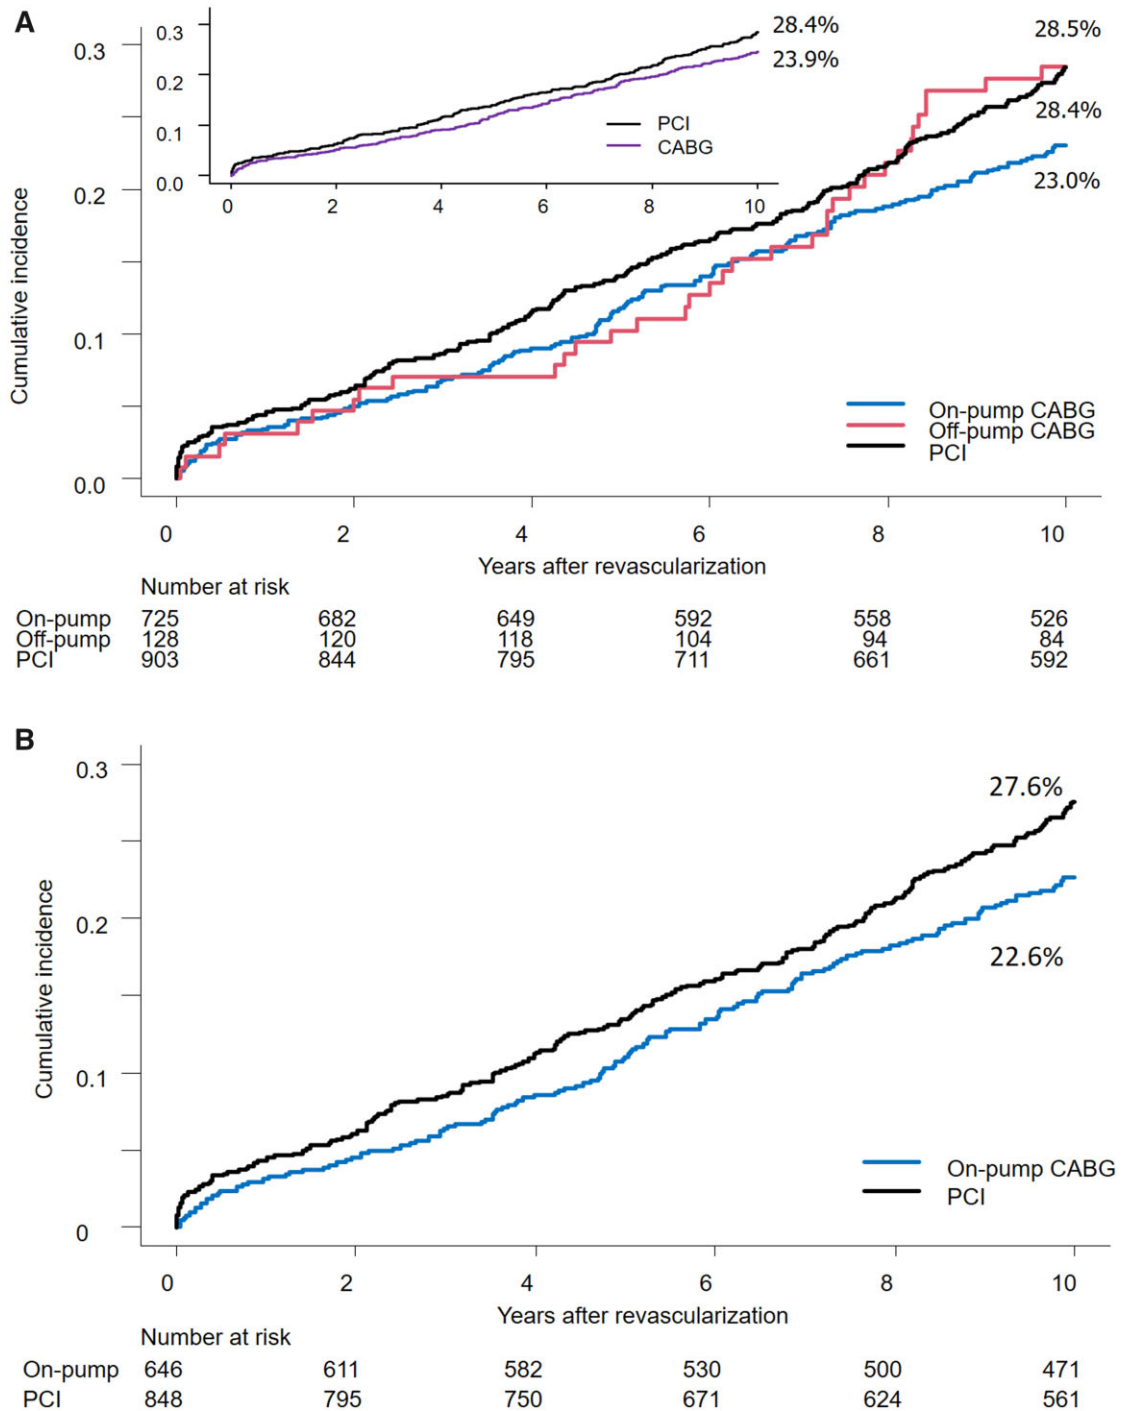 A
0.3
0.2
0.1
0.0
Cumulative incidence
0.3
0.2
0.1
0.0
0 2 4 6 8 10
28.4%
23.9%
PCI
CABG
28.5%
28.4%
23.0%
On-pump CABG
Off-pump CABG
PCI
0 2 4 6 8 10
Years after revascularization
Number at risk
On-pump 725 682 649 592 558 526
Off-pump 128 120 118 104 94 84
PCI 903 844 795 711 661 592
B
0.3
0.2
0.1
0
Cumulative incidence
27.6%
22.6%
On-pump CABG
PCI
0 2 4 6 8 10
Years after revascularization
Number at risk
On-pump 646 611 582 530 500 471
PCI 848 795 750 671 624 561